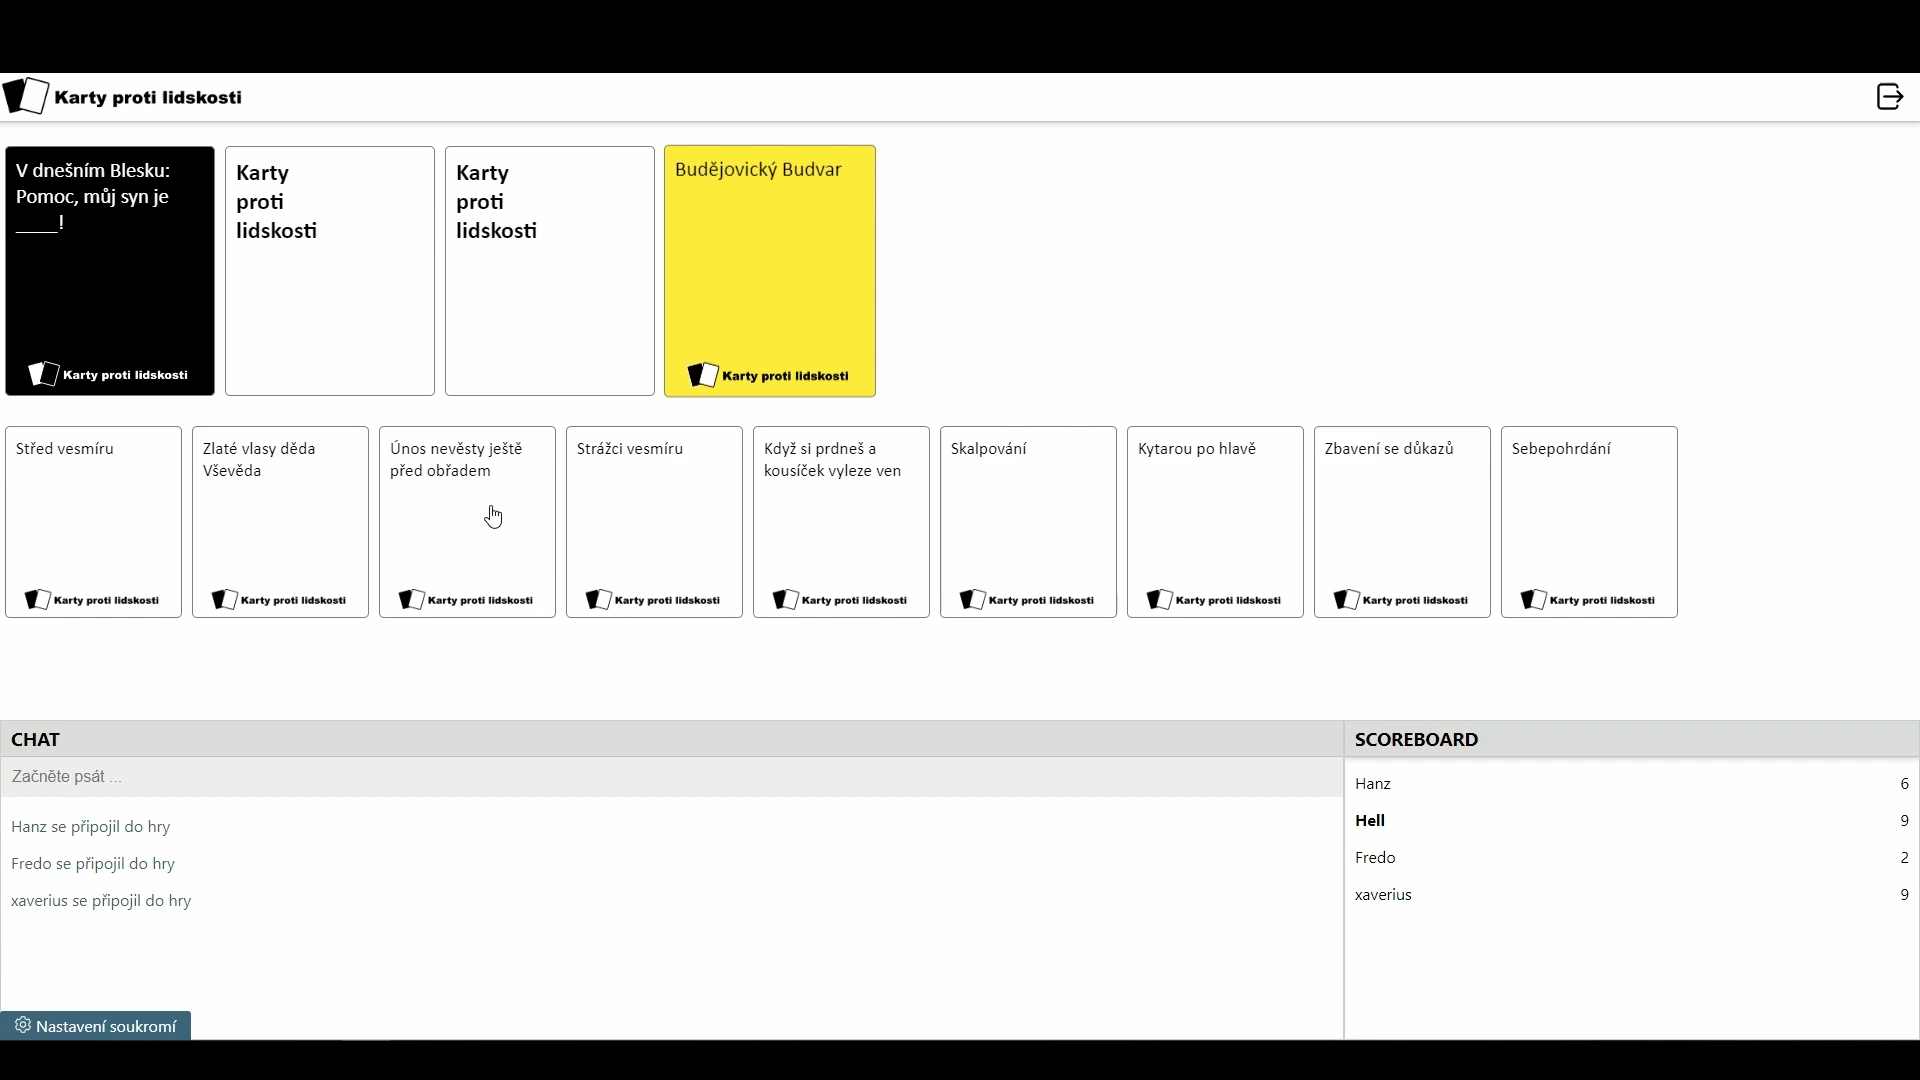 Karty proti lidskosti
V dnešním Blesku:
Pomoc, můj syn je
____!
Karty proti lidskosti
Karty
proti
lidskosti
Karty
proti
lidskosti
Budějovický Budvar
Karty proti lidskosti
Střed vesmíru
Karty proti lidskosti
Zlaté vlasy děda
Vševěda
Karty proti lidskosti
Únos nevěsty ještě
před obřadem
Karty proti lidskosti
Strážci vesmíru
Karty proti lidskosti
Když si prdneš a
kousíček vyleze ven
Karty proti lidskosti
Skalpování
Karty proti lidskosti
Kytarou po hlavě
Karty proti lidskosti
Zbavení se důkazů
Karty proti lidskosti
Sebepohrdání
Karty proti lidskosti
CHAT
Začněte psát ...
Hanz se připojil do hry
Fredo se připojil do hry
xaverius se připojil do hry
Nastavení soukromí
SCOREBOARD
Hanz 6
Hell 9
Fredo 2
xaverius 9